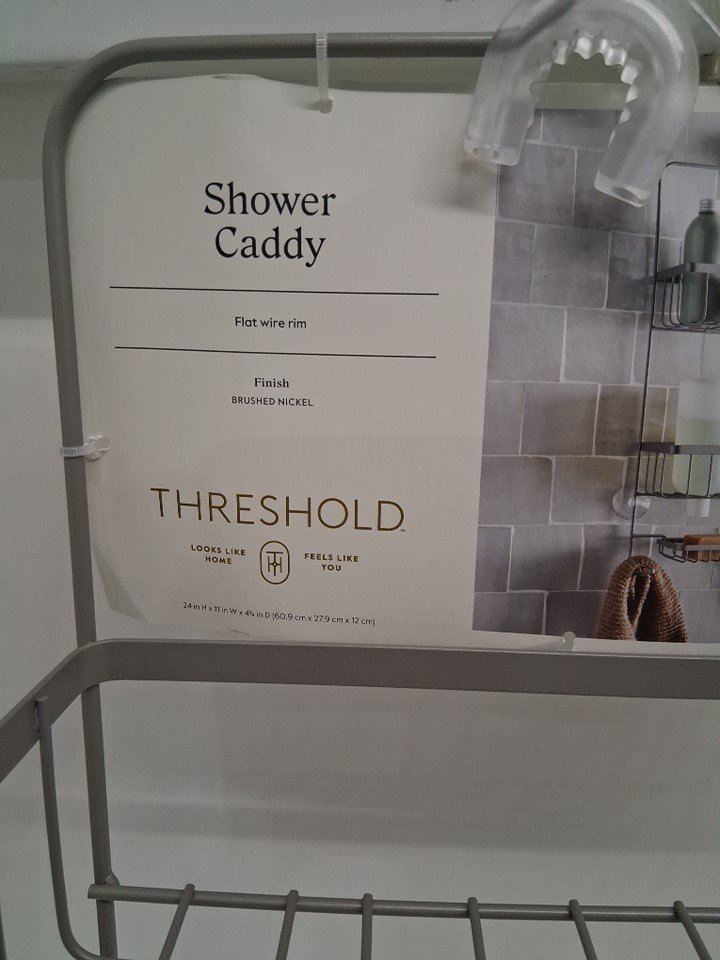 Shower
Caddy
Flat wire rim
Finish
BRUSHED NICKEL
THRESHOLD
LOOKS LIKE
HOME
FEELS LIKE
YOU
24 in H x 11 in W x 4¾ in D (60.9 cm x 27.9 cm x 12 cm)